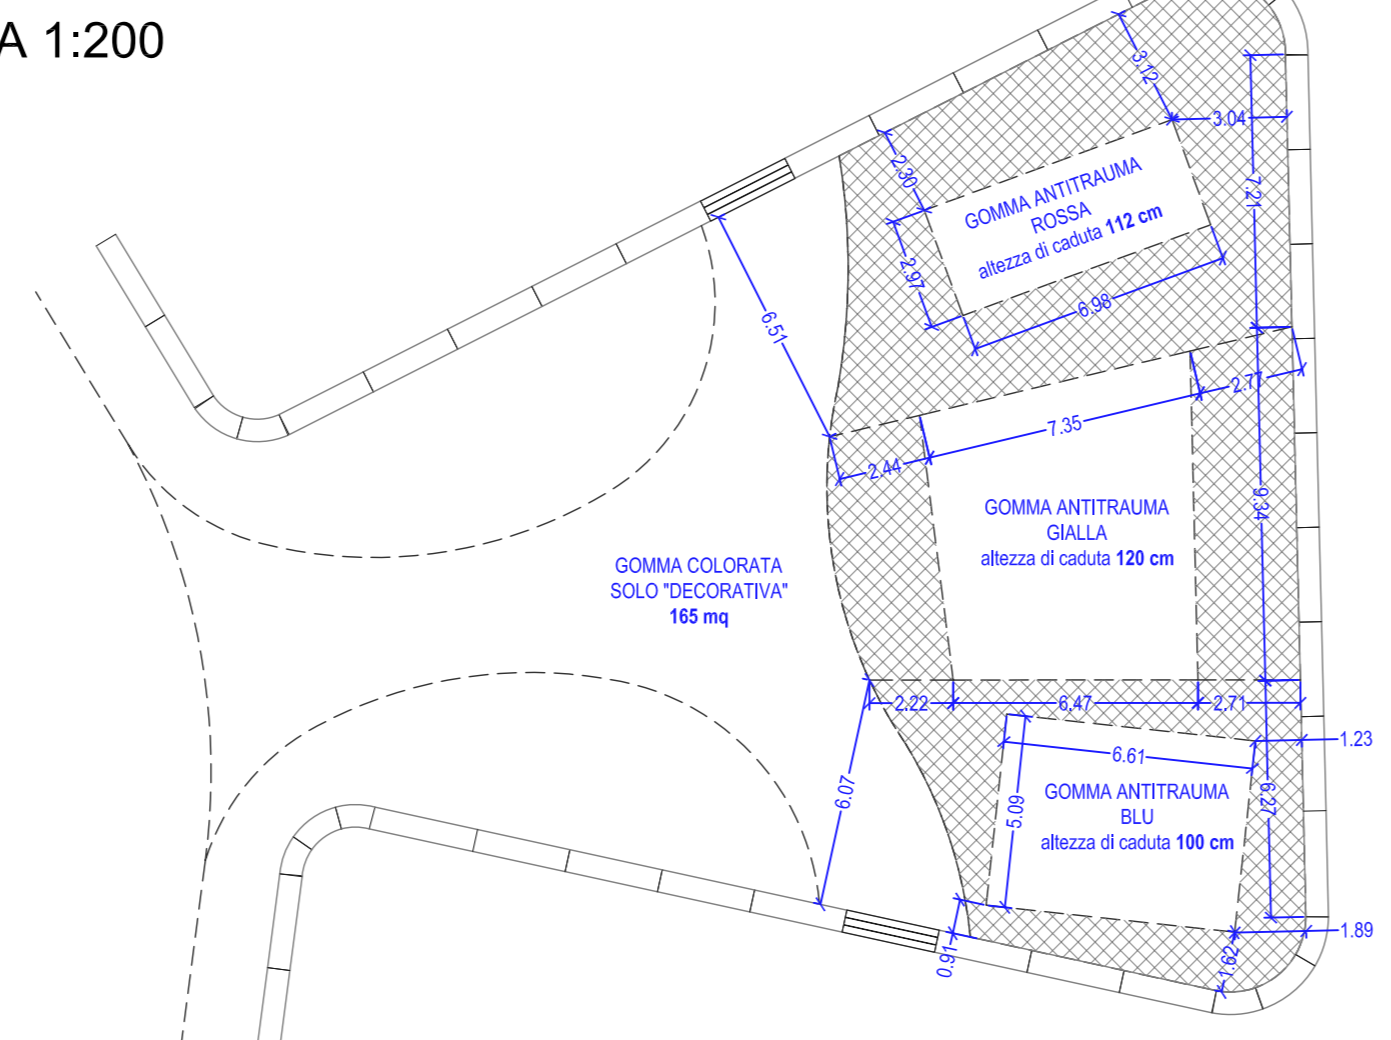 A 1:200
3.12
3.04
2.30
7.21
GOMMA ANTITRAUMA
ROSSA
altezza di caduta 112 cm
2.97
6.98
6.51
2.77
7.35
2.44
9.34
GOMMA ANTITRAUMA
GIALLA
altezza di caduta 120 cm
GOMMA COLORATA
SOLO "DECORATIVA"
165 mq
2.22
6.47
2.71
1.23
6.61
6.07
5.09
6.27
GOMMA ANTITRAUMA
BLU
altezza di caduta 100 cm
1.89
0.91
1.62